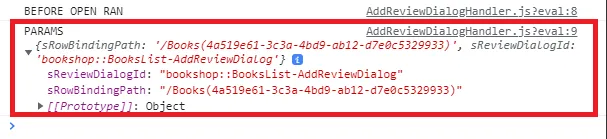 BEFORE OPEN RAN AddReviewDialogHandler.js?eval:8
PARAMS AddReviewDialogHandler.js?eval:9
{sRowBindingPath: '/Books(4a519e61-3c3a-4bd9-ab12-d7e0c5329933)', sReviewDialogId:
'bookshop::BooksList-AddReviewDialog'} i
sReviewDialogId: "bookshop::BooksList-AddReviewDialog"
sRowBindingPath: "/Books(4a519e61-3c3a-4bd9-ab12-d7e0c5329933)"
[[Prototype]]: Object